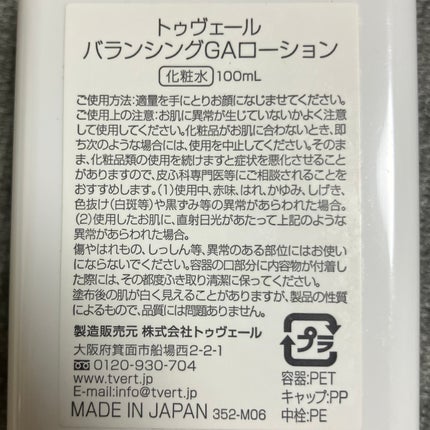 トゥヴェール
バランシングGAローション
化粧水 100mL
ご使用方法:適量を手にとりお顔になじませてください。
ご使用上の注意:お肌に異常が生じていないかよく注意
して使用してください。化粧品がお肌に合わないとき、即
ち次のような場合には、使用を中止してください。そのま
ま、化粧品類の使用を続けますと症状を悪化させること
がありますので、皮ふ科専門医等にご相談されることを
おすすめします。(1)使用中、赤味、はれ、かゆみ、しげき、
色抜け(白斑等)や黒ずみ等の異常があらわれた場合。
(2)使用したお肌に、直射日光があたって上記のような
異常があらわれた場合。
傷やはれもの、しっしん等、異常のある部位にはお使い
にならないでください。容器の口部分に内容物が付着し
た際には、その都度ふき取り清潔に保ってください。
塗布後の肌が白く見えることがありますが、製品の性質
によるもので、品質には問題ありません。
製造販売元 株式会社トゥヴェール
大阪府箕面市船場西2-2-1
0120-930-704
www.tvert.jp
E-mail:info@tvert.jp
MADE IN JAPAN 352-M06
プラ
容器:PET
キャップ:PP
中栓:PE